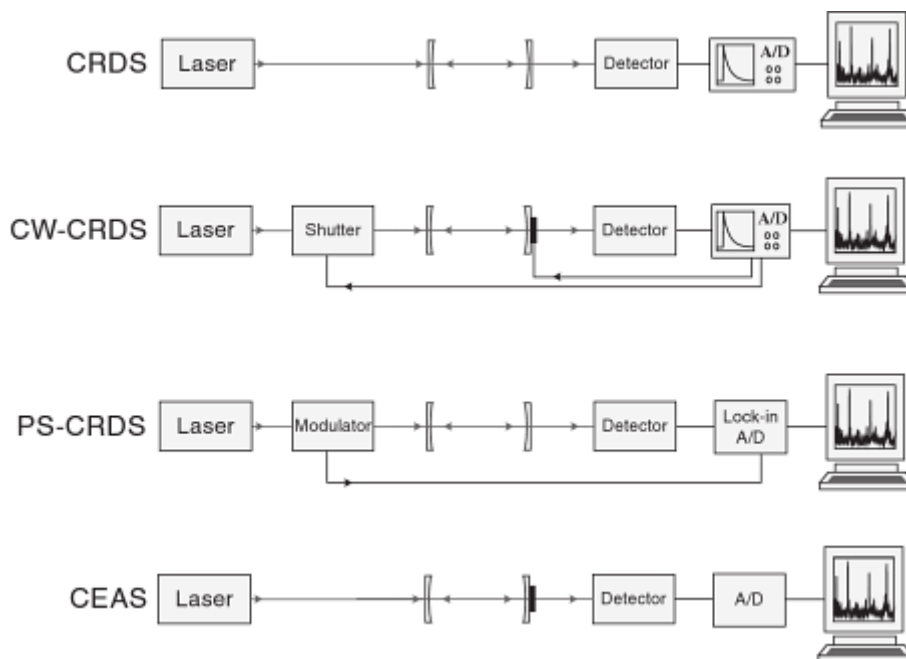 CRDS Laser Detector A/D
CW-CRDS Laser Shutter Detector A/D
PS-CRDS Laser Modulator Detector Lock-in
A/D
CEAS Laser Detector A/D